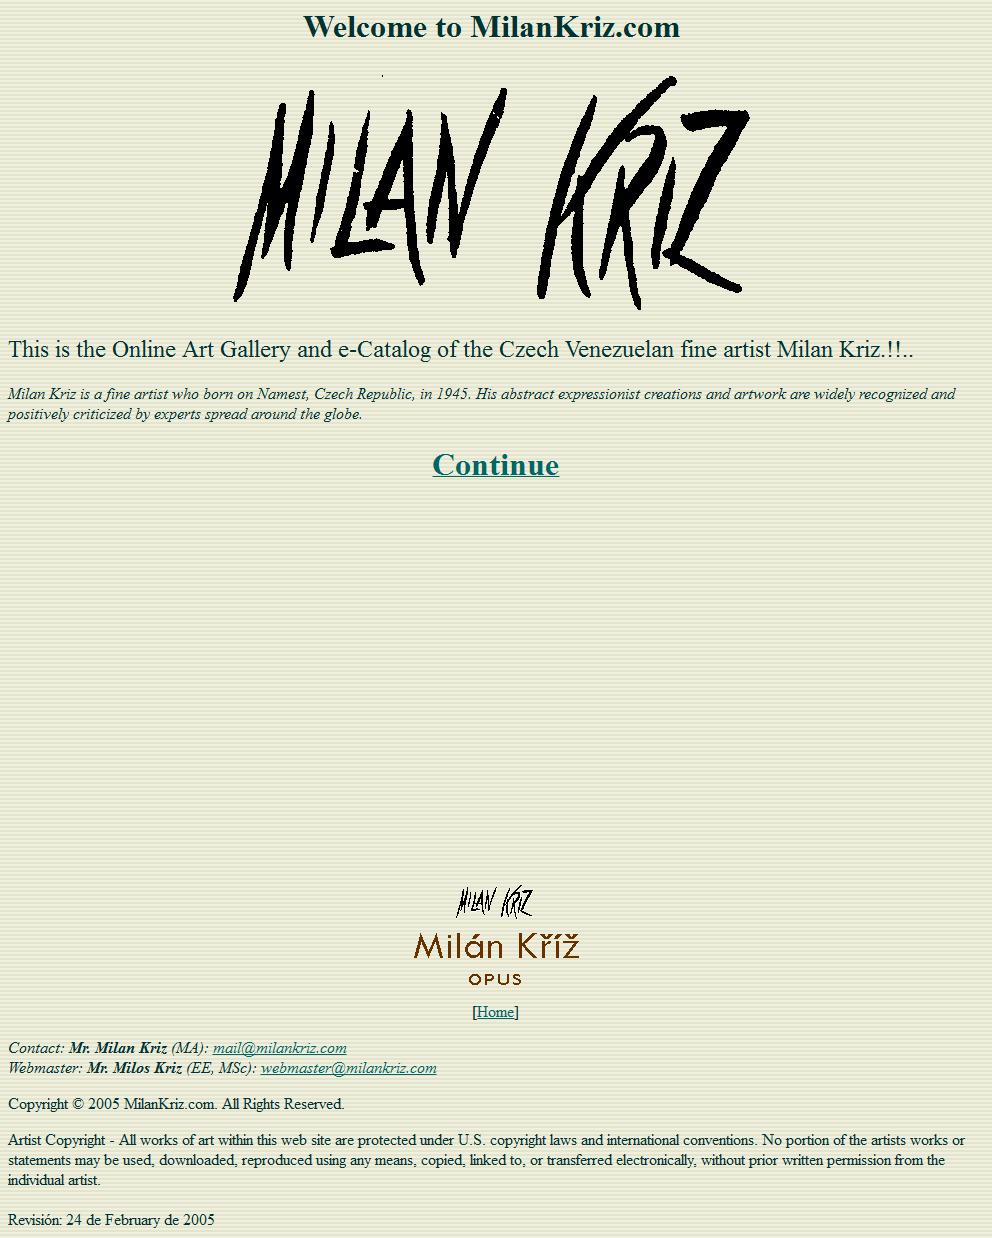 Welcome to MilanKriz.com
MILAN KRIZ
This is the Online Art Gallery and e-Catalog of the Czech Venezuelan fine artist Milan Kriz.!!..
Milan Kriz is a fine artist who born on Namest, Czech Republic, in 1945. His abstract expressionist creations and artwork are widely recognized and
positively criticized by experts spread around the globe.
Continue
MILAN KRIZ
Milán Kříž
OPUS
[Home]
Contact: Mr. Milan Kriz (MA): mail@milankriz.com
Webmaster: Mr. Milos Kriz (EE, MSc): webmaster@milankriz.com
Copyright © 2005 MilanKriz.com. All Rights Reserved.
Artist Copyright - All works of art within this web site are protected under U.S. copyright laws and international conventions. No portion of the artists works or
statements may be used, downloaded, reproduced using any means, copied, linked to, or transferred electronically, without prior written permission from the
individual artist.
Revisión: 24 de February de 2005